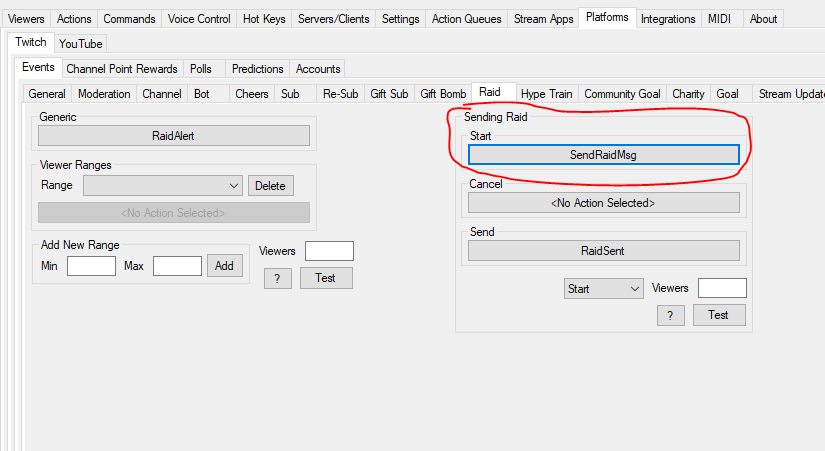 Viewers Actions Commands Voice Control Hot Keys Servers/Clients Settings Action Queues Stream Apps Platforms Integrations MIDI About
Twitch YouTube
Events Channel Point Rewards Polls Predictions Accounts
General Moderation Channel Bot Cheers Sub Re-Sub Gift Sub Gift Bomb Raid Hype Train Community Goal Charity Goal Stream Update
Generic
RaidAlert
Viewer Ranges
Range Delete
<No Action Selected>
Add New Range
Min Max Add
Viewers
? Test
Sending Raid
Start
SendRaidMsg
Cancel
<No Action Selected>
Send
RaidSent
Start Viewers
? Test